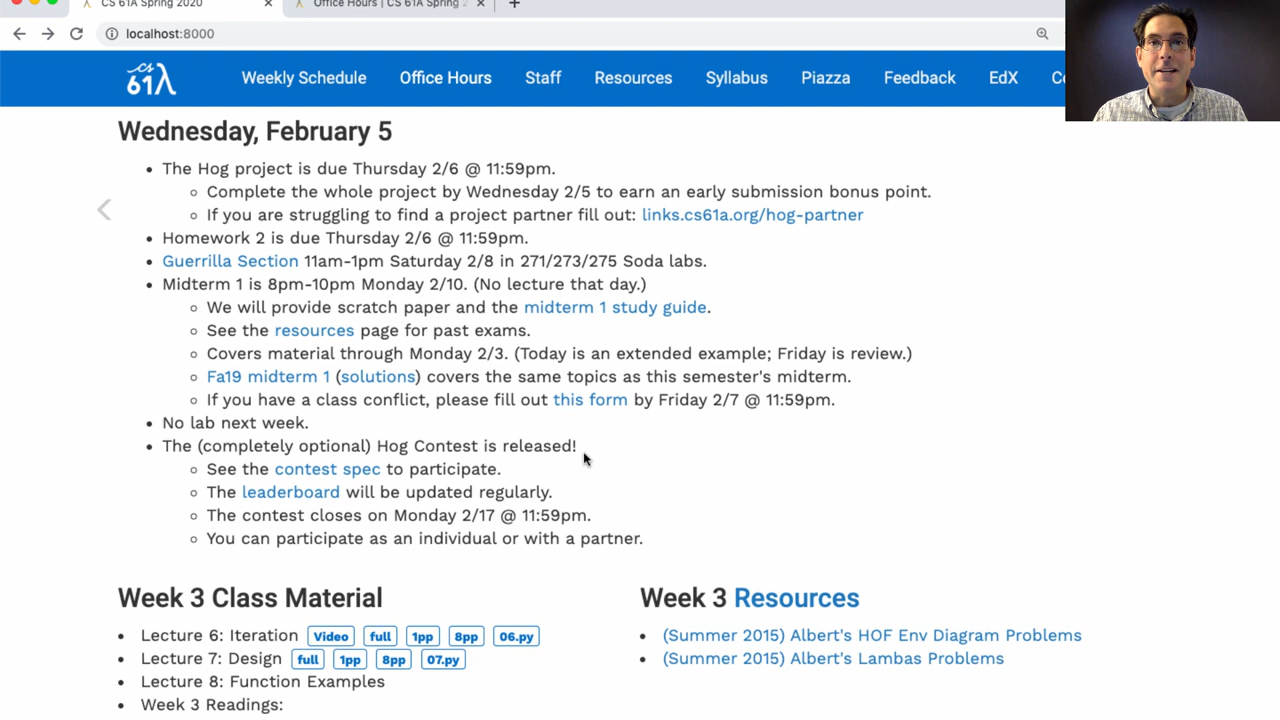 CS 61A Spring 2020
Office Hours | CS 61A Spring 2
localhost:8000
cs 61λ
Weekly Schedule Office Hours Staff Resources Syllabus Piazza Feedback EdX
Wednesday, February 5
• The Hog project is due Thursday 2/6 @ 11:59pm.
◦ Complete the whole project by Wednesday 2/5 to earn an early submission bonus point.
◦ If you are struggling to find a project partner fill out: links.cs61a.org/hog-partner
• Homework 2 is due Thursday 2/6 @ 11:59pm.
• Guerrilla Section 11am-1pm Saturday 2/8 in 271/273/275 Soda labs.
• Midterm 1 is 8pm-10pm Monday 2/10. (No lecture that day.)
◦ We will provide scratch paper and the midterm 1 study guide.
◦ See the resources page for past exams.
◦ Covers material through Monday 2/3. (Today is an extended example; Friday is review.)
◦ Fa19 midterm 1 (solutions) covers the same topics as this semester's midterm.
◦ If you have a class conflict, please fill out this form by Friday 2/7 @ 11:59pm.
• No lab next week.
• The (completely optional) Hog Contest is released!
◦ See the contest spec to participate.
◦ The leaderboard will be updated regularly.
◦ The contest closes on Monday 2/17 @ 11:59pm.
◦ You can participate as an individual or with a partner.
Week 3 Class Material
• Lecture 6: Iteration Video full 1pp 8pp 06.py
• Lecture 7: Design full 1pp 8pp 07.py
• Lecture 8: Function Examples
• Week 3 Readings:
Week 3 Resources
• (Summer 2015) Albert's HOF Env Diagram Problems
• (Summer 2015) Albert's Lambas Problems